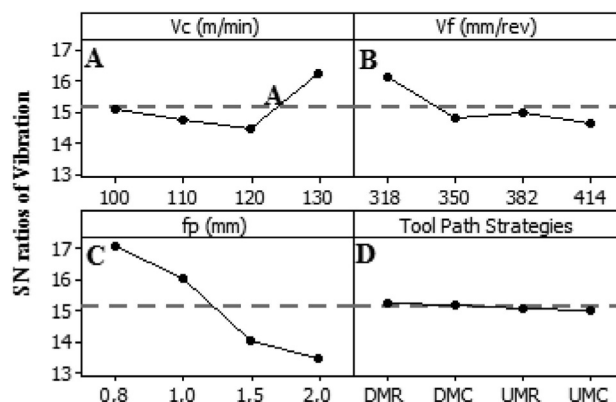 Vc (m/min)
Vf (mm/rev)
17
16
15
14
13
A
A
B
100
110
120
130
318
350
382
414
fp (mm)
Tool Path Strategies
17
16
15
14
13
C
D
0,8
1,0
1,5
2,0
DMR
DMC
UMR
UMC
SN ratios of Vibration